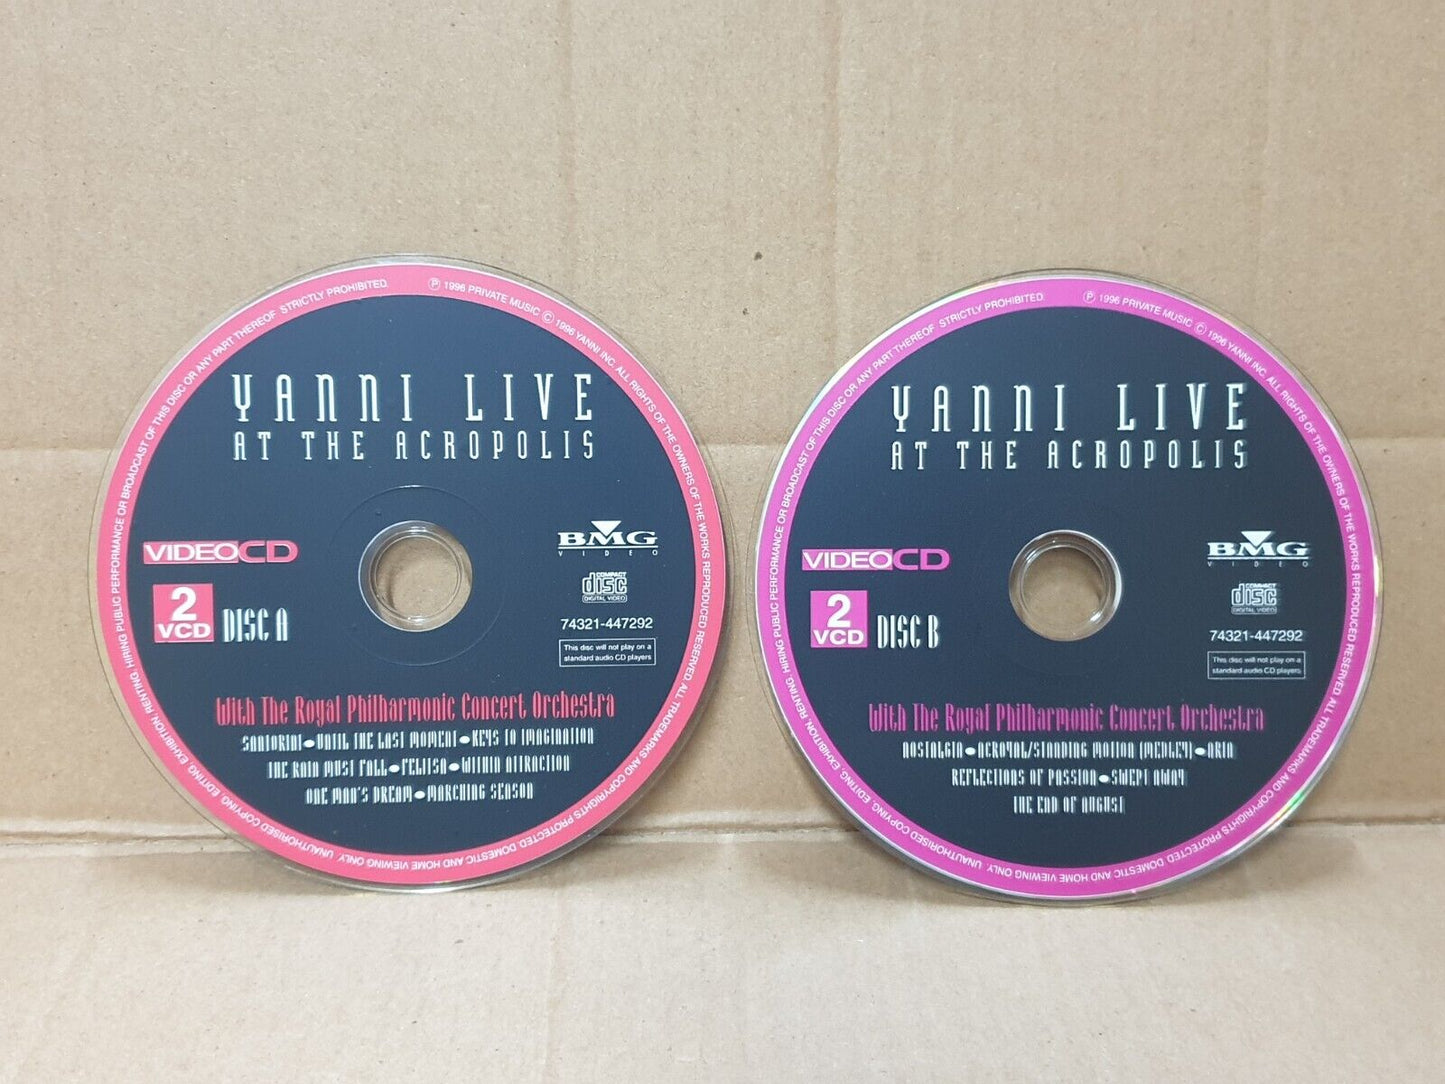 YANNI LIVE
AT THE ACROPOLIS
VIDEO CD
2
VCD
DISC A
BMG
VIDEO
COMPACT
disc
DIGITAL VIDEO
74321-447292
This disc will not play on a
standard audio CD players
With The Royal Philharmonic Concert Orchestra
SANTORINI•UNTIL THE LAST MOMENT•KEYS TO IMAGINATION
THE RAIN MUST FALL•FELITSA•WITHIN ATTRACTION
ONE MAN'S DREAM•MARCHING SEASON
Ⓟ 1996 PRIVATE MUSIC © 1996 YANNI INC. ALL RIGHTS OF THE OWNERS OF THE WORKS REPRODUCED RESERVED. ALL TRADEMARKS AND COPYRIGHTS PROTECTED. DOMESTIC AND HOME VIEWING ONLY. UNAUTHORISED COPYING, EDITING, EXHIBITION, RENTING, HIRING PUBLIC PERFORMANCE OR BROADCAST OF THIS DISC OR ANY PART THEREOF STRICTLY PROHIBITED.
YANNI LIVE
AT THE ACROPOLIS
VIDEO CD
2
VCD
DISC B
BMG
VIDEO
COMPACT
disc
DIGITAL VIDEO
74321-447292
This disc will not play on a
standard audio CD players.
With The Royal Philharmonic Concert Orchestra
NOSTALGIA•ACROYALI/STANDING MOTION (MEDLEY)•ARIA
REFLECTIONS OF PASSION•SWEPT AWAY
THE END OF AUGUST
Ⓟ 1996 PRIVATE MUSIC © 1996 YANNI INC. ALL RIGHTS OF THE OWNERS OF THE WORKS REPRODUCED RESERVED. ALL TRADEMARKS AND COPYRIGHTS PROTECTED. DOMESTIC AND HOME VIEWING ONLY. UNAUTHORISED COPYING, EDITING, EXHIBITION, RENTING, HIRING PUBLIC PERFORMANCE OR BROADCAST OF THIS DISC OR ANY PART THEREOF STRICTLY PROHIBITED.